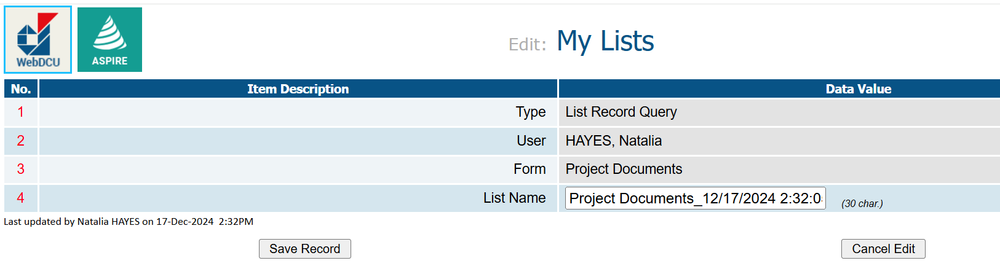 WebDCU
ASPIRE
Edit: My Lists
No. Item Description Data Value
1 Type List Record Query
2 User HAYES, Natalia
3 Form Project Documents
4 List Name Project Documents_12/17/2024 2:32:0 (30 char.)
Last updated by Natalia HAYES on 17-Dec-2024 2:32PM
Save Record Cancel Edit